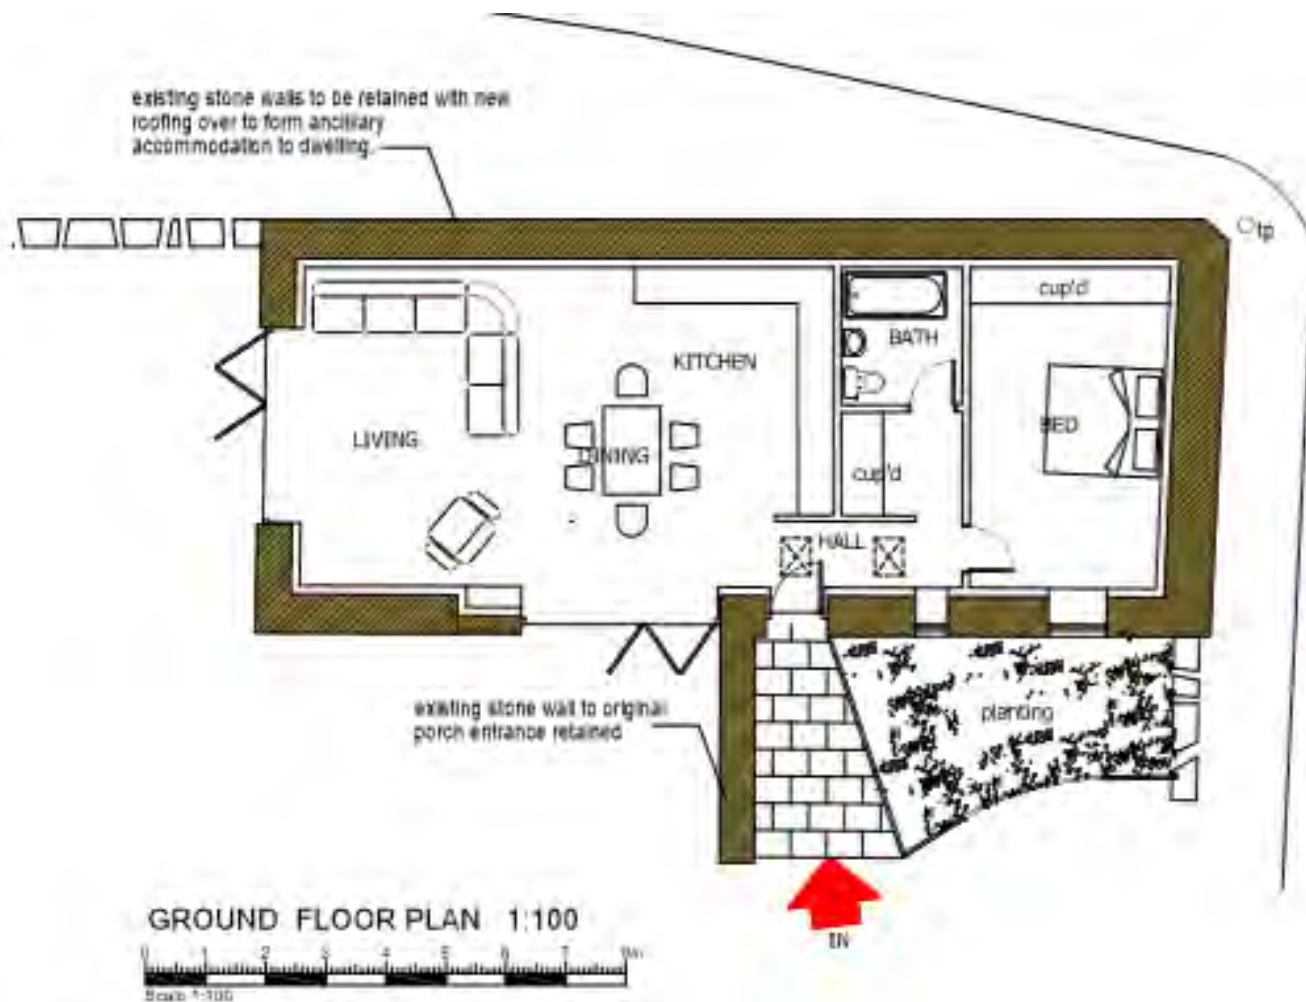 existing stone walls to be retained with new
roofing over to form ancillary
accommodation to dwelling.
tp
cup'd
BATH
KITCHEN
BED
LIVING
DINING
cup'd
HALL
existing stone wall to original
porch entrance retained
planting
GROUND FLOOR PLAN 1:100
IN
0 1 2 3 4 5 6 7 8m
Scale 1:100